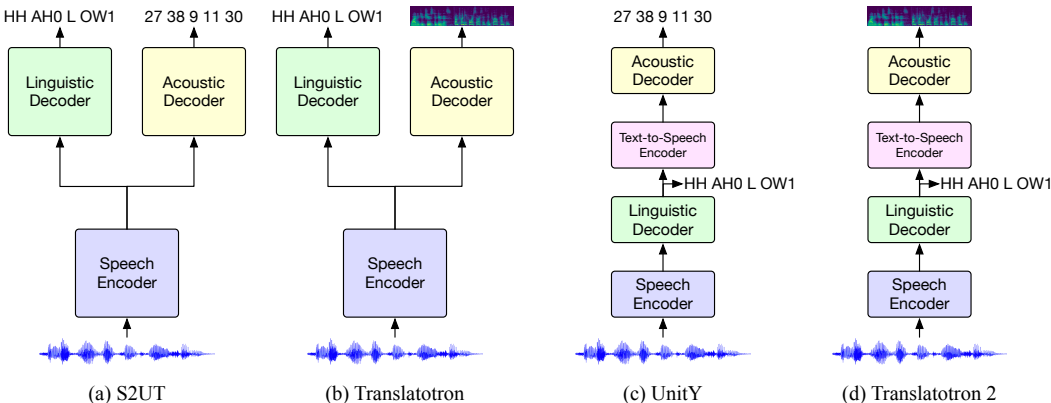 HH AH0 L OW1
27 38 9 11 30
Linguistic
Decoder
Acoustic
Decoder
Speech
Encoder
(a) S2UT
HH AH0 L OW1
Linguistic
Decoder
Acoustic
Decoder
Speech
Encoder
(b) Translatotron
27 38 9 11 30
Acoustic
Decoder
Text-to-Speech
Encoder
HH AH0 L OW1
Linguistic
Decoder
Speech
Encoder
(c) UnitY
Acoustic
Decoder
Text-to-Speech
Encoder
HH AH0 L OW1
Linguistic
Decoder
Speech
Encoder
(d) Translatotron 2